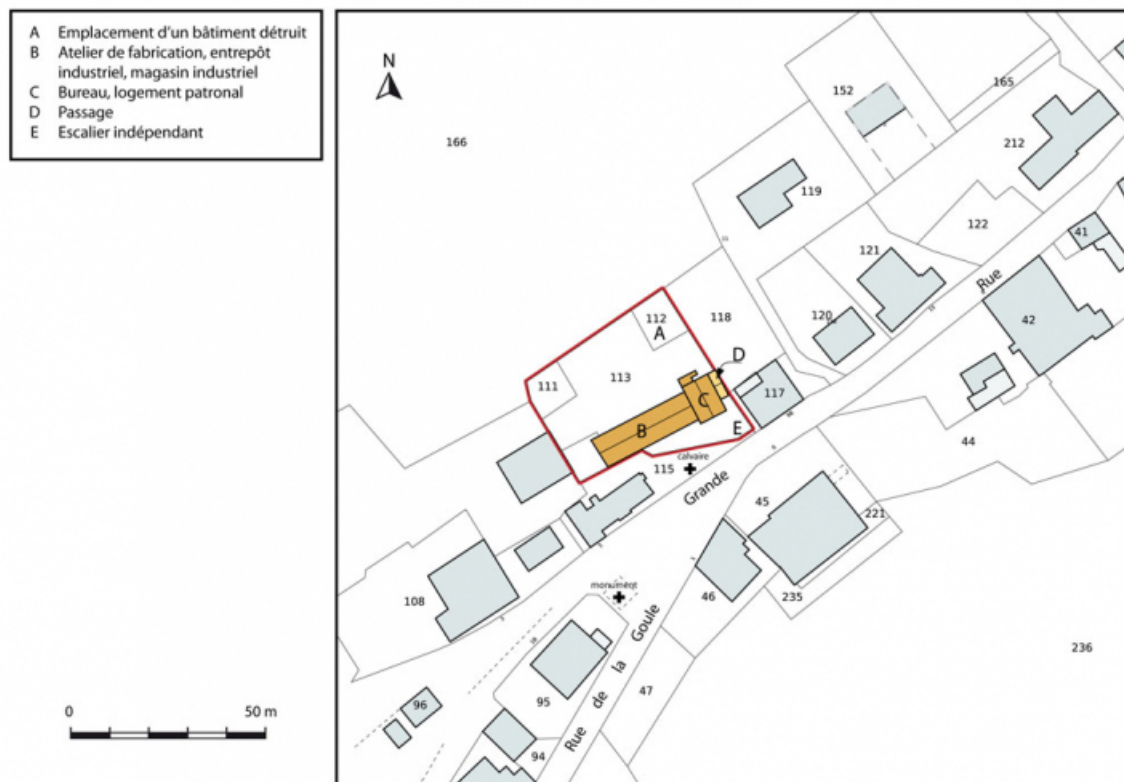 A Emplacement d'un bâtiment détruit
B Atelier de fabrication, entrepôt
industriel, magasin industriel
C Bureau, logement patronal
D Passage
E Escalier indépendant
0 50 m
N
166
152
165
212
119
122
41
121
112
118
120
42
A
D
111
113
117
C
B
E
44
calvaire
115
Grande
Rue
45
221
monument
108
46
235
236
Rue de la Goule
95
47
96
94